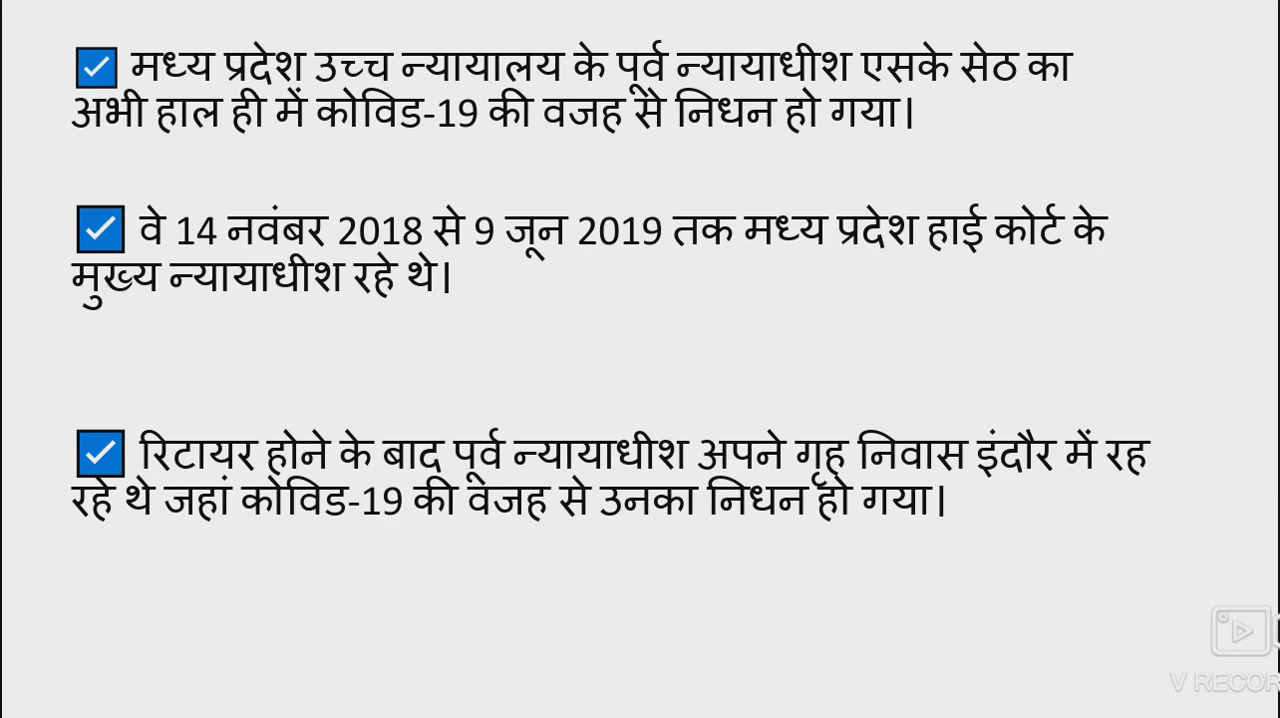 ✅ मध्य प्रदेश उच्च न्यायालय के पूर्व न्यायाधीश एसके सेठ का
अभी हाल ही में कोविड-19 की वजह से निधन हो गया।
✅ वे 14 नवंबर 2018 से 9 जून 2019 तक मध्य प्रदेश हाई कोर्ट के
मुख्य न्यायाधीश रहे थे।
✅ रिटायर होने के बाद पूर्व न्यायाधीश अपने गृह निवास इंदौर में रह
रहे थे जहां कोविड-19 की वजह से उनका निधन हो गया।
V RECOR